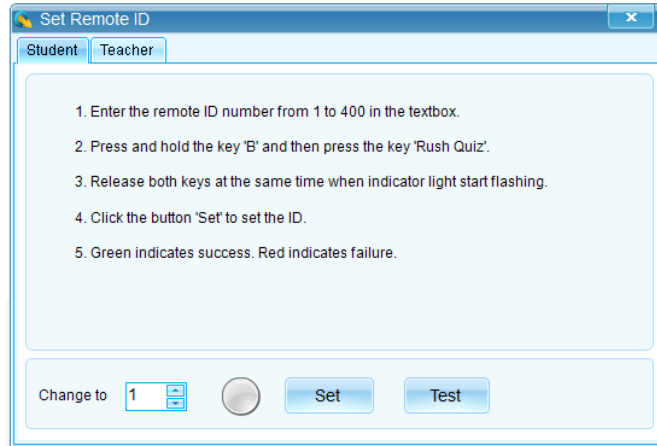 Set Remote ID
Student Teacher
1. Enter the remote ID number from 1 to 400 in the textbox.
2. Press and hold the key 'B' and then press the key 'Rush Quiz'.
3. Release both keys at the same time when indicator light start flashing.
4. Click the button 'Set' to set the ID.
5. Green indicates success. Red indicates failure.
Change to 1 Set Test